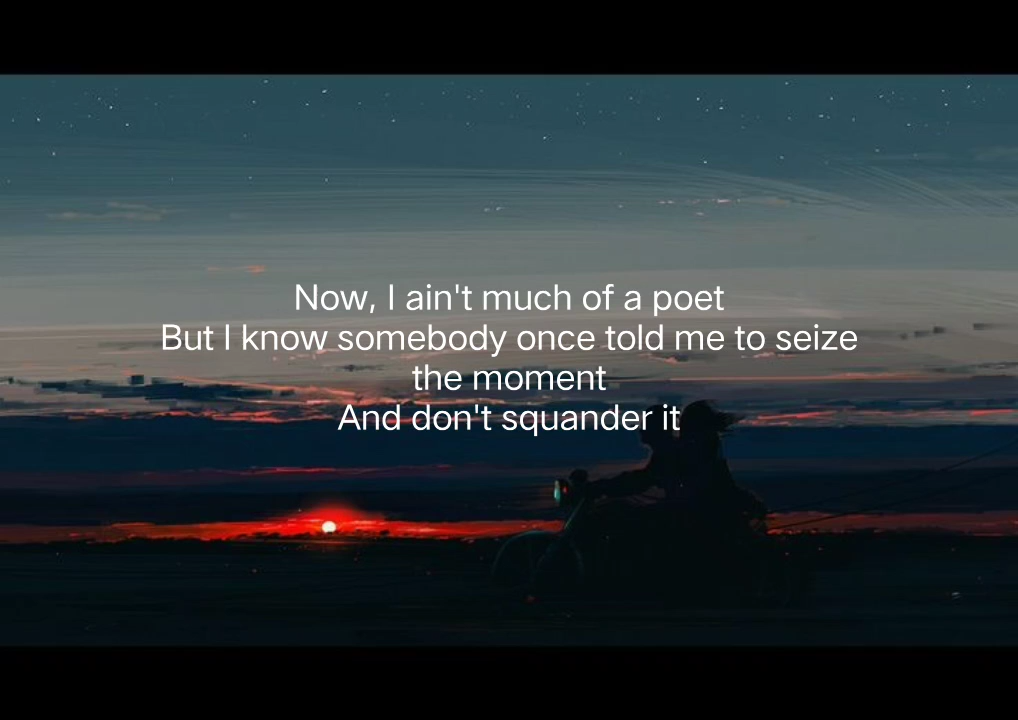 Now, I ain't much of a poet
But I know somebody once told me to seize
the moment
And don't squander it